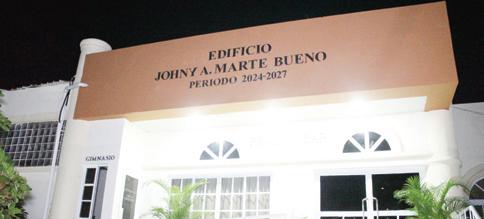 EDIFICIO
JOHNY A. MARTE BUENO
PERIODO 2024-2027
GIMNASIO